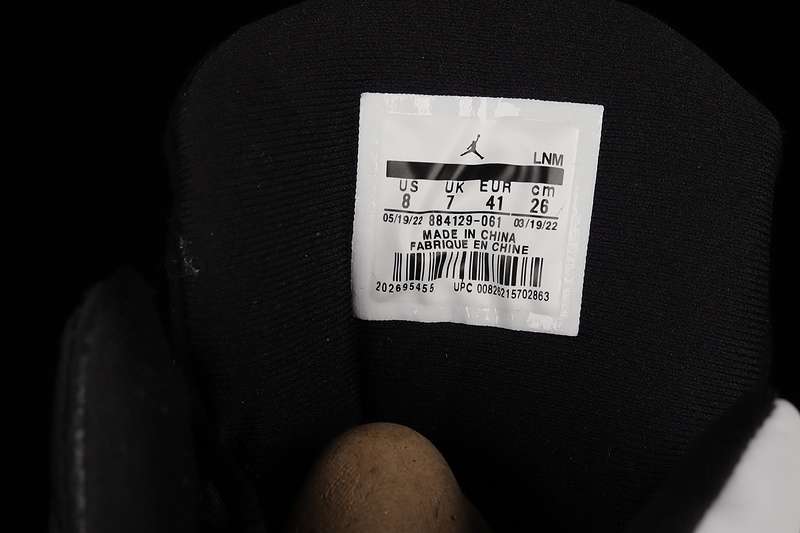 LNM
US UK EUR cm
8 7 41 26
05/19/22 884129-061 03/19/22
MADE IN CHINA
FABRIQUE EN CHINE
202695455 UPC 00826215702863